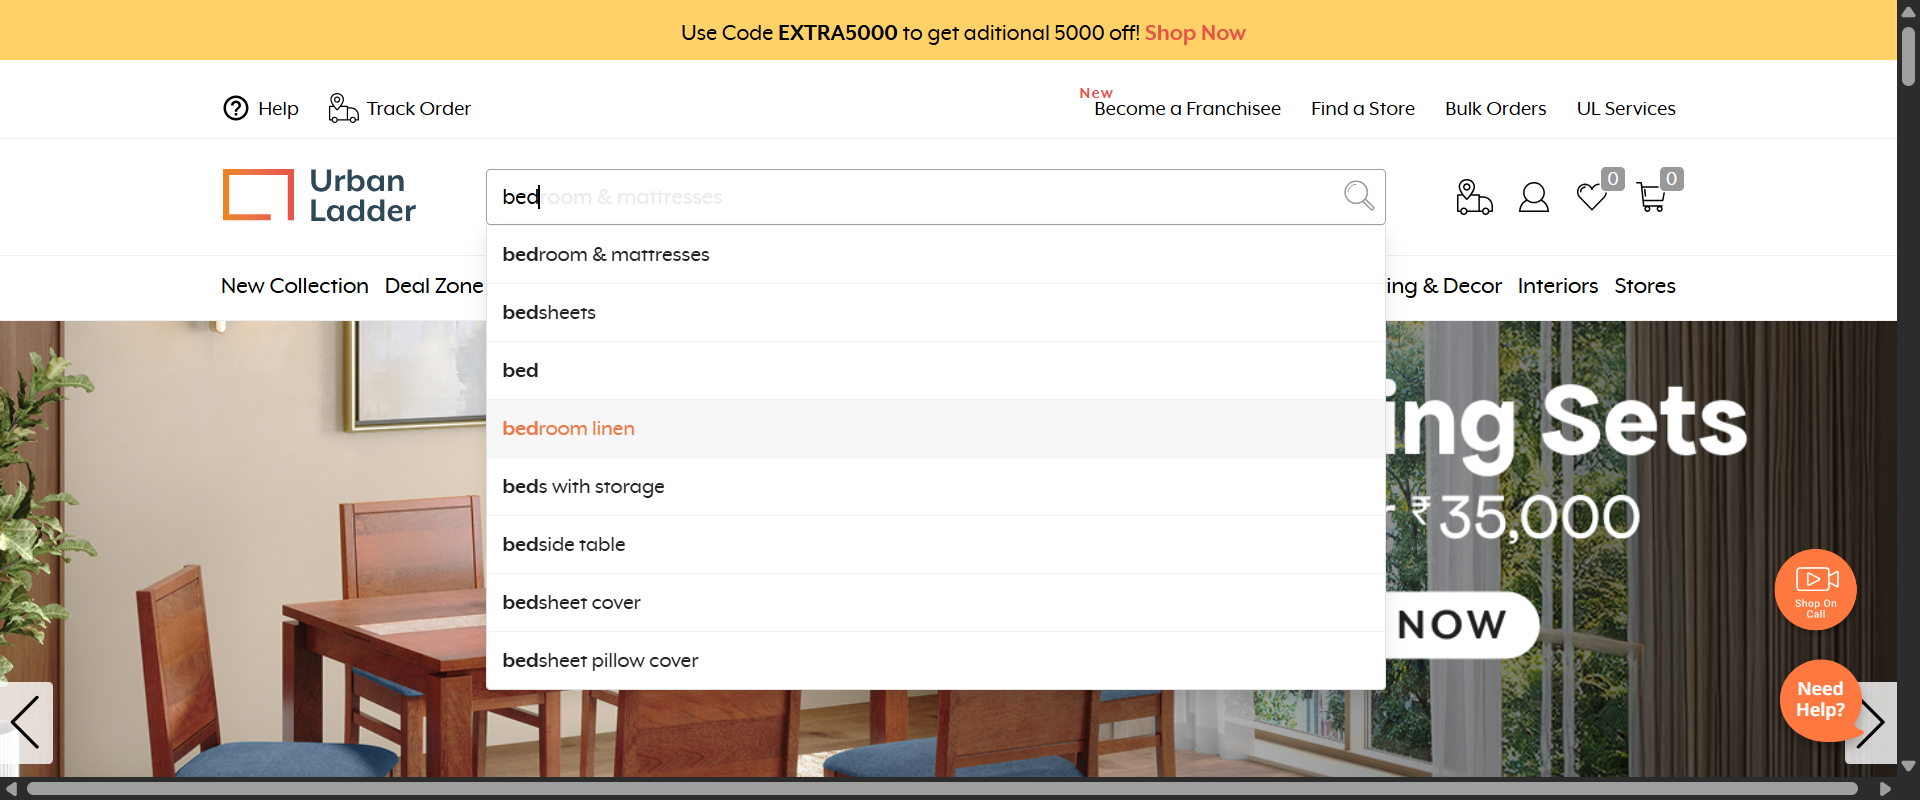 Use Code EXTRA5000 to get aditional 5000 off! Shop Now
Help
Track Order
New
Become a Franchisee
Find a Store
Bulk Orders
UL Services
Urban
Ladder
bedroom & mattresses
0
0
New Collection
Deal Zone
ing & Decor
Interiors
Stores
bedroom & mattresses
bedsheets
bed
bedroom linen
beds with storage
bedside table
bedsheet cover
bedsheet pillow cover
ing Sets
₹35,000
NOW
Shop On
Call
Need
Help?